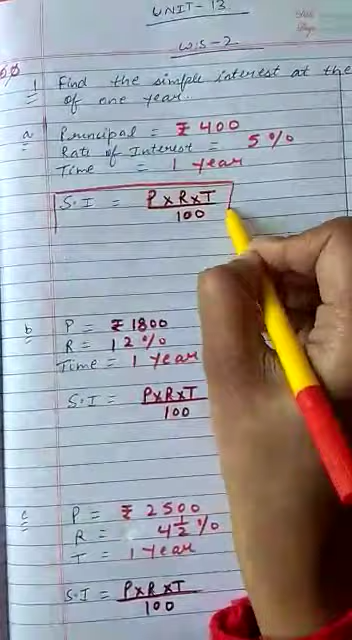 UNIT-13
W.S-2
1 Find the simple interest at the
of one year.
a Principal = ₹ 400
Rate of Interest = 5 %
Time = 1 year
S.I = P×R×T
100
b P = ₹ 1800
R = 12 %
Time = 1 Year
S.I = P×R×T
100
c P = ₹ 2500
R = 4 1/2 %
T = 1 Year
S.I = P×R×T
100